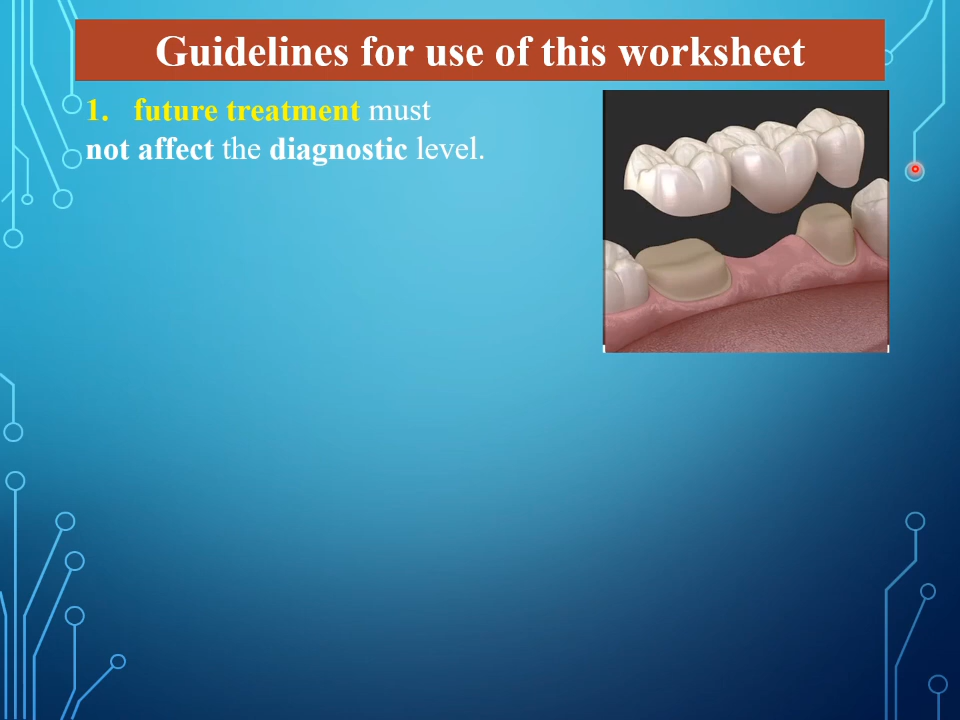 Guidelines for use of this worksheet
1. future treatment must
not affect the diagnostic level.